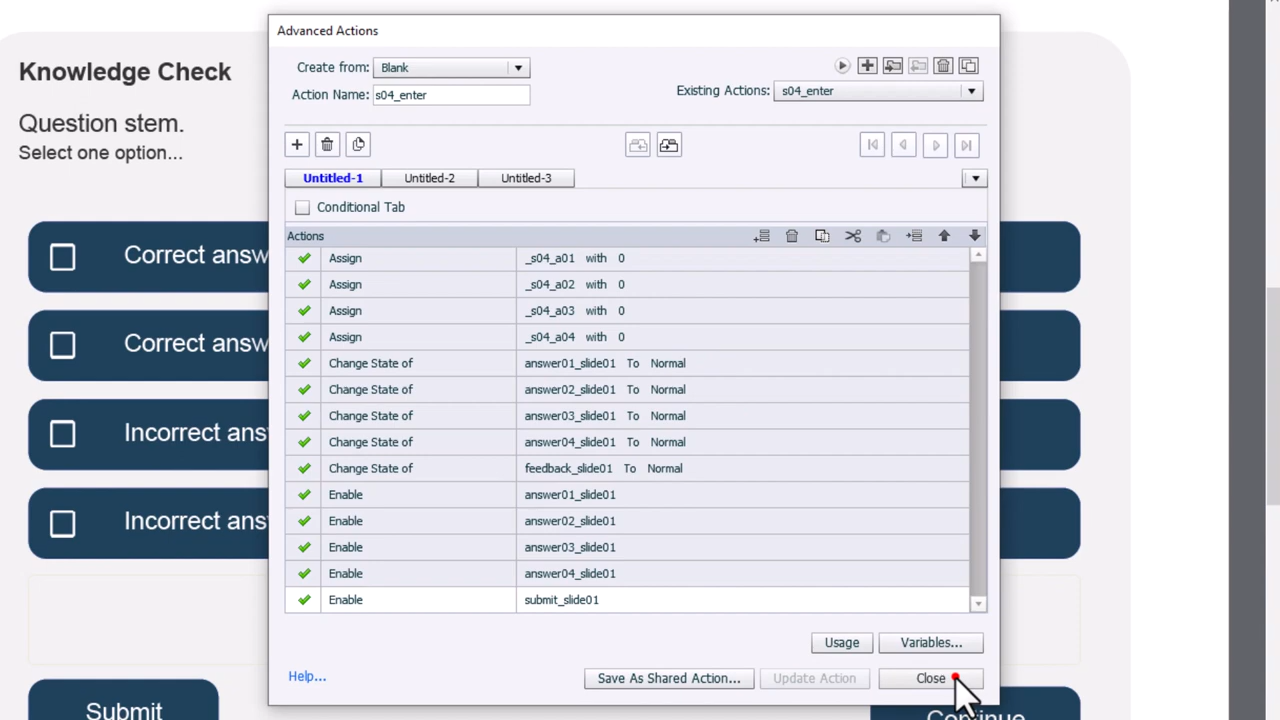 Advanced Actions
Create from: Blank
Action Name: s04_enter
Existing Actions: s04_enter
Untitled-1 Untitled-2 Untitled-3
Conditional Tab
Actions
Assign _s04_a01 with 0
Assign _s04_a02 with 0
Assign _s04_a03 with 0
Assign _s04_a04 with 0
Change State of answer01_slide01 To Normal
Change State of answer02_slide01 To Normal
Change State of answer03_slide01 To Normal
Change State of answer04_slide01 To Normal
Change State of feedback_slide01 To Normal
Enable answer01_slide01
Enable answer02_slide01
Enable answer03_slide01
Enable answer04_slide01
Enable submit_slide01
Usage Variables...
Help... Save As Shared Action... Update Action Close
Knowledge Check
Question stem.
Select one option...
Correct answ
Correct answ
Incorrect ans
Incorrect ans
Submit
Continue